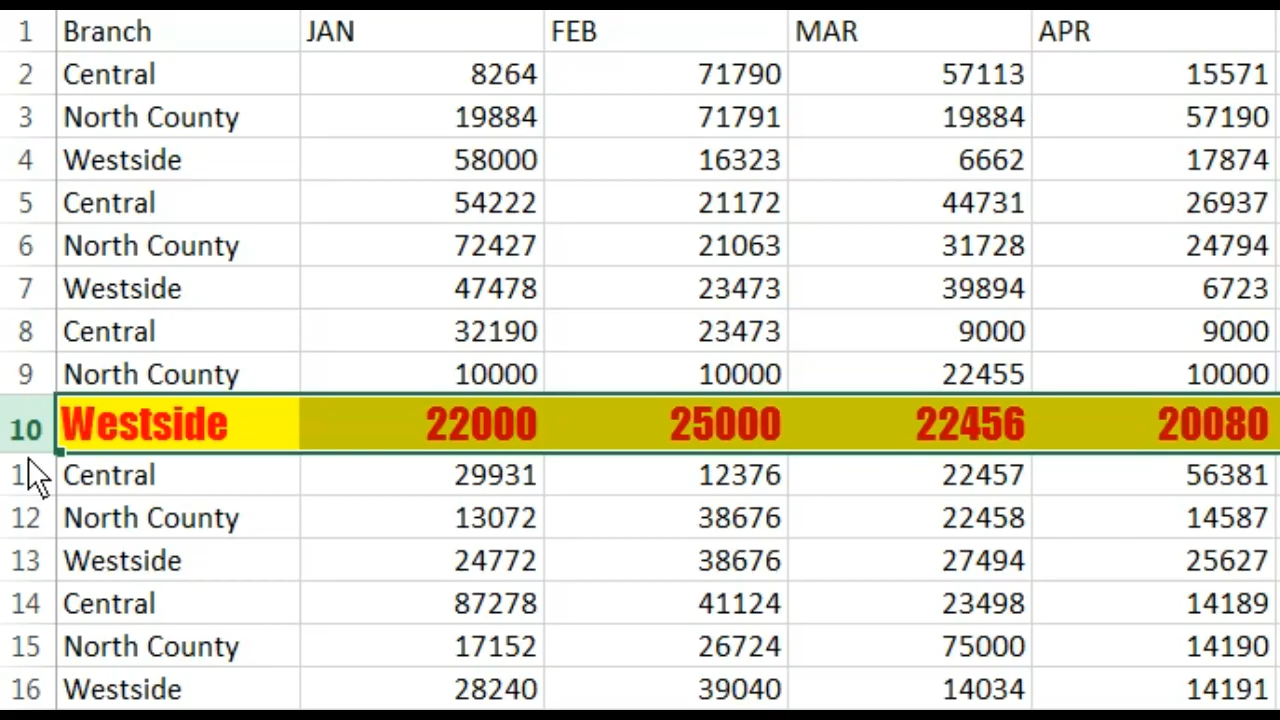 1 Branch JAN FEB MAR APR
2 Central 8264 71790 57113 15571
3 North County 19884 71791 19884 57190
4 Westside 58000 16323 6662 17874
5 Central 54222 21172 44731 26937
6 North County 72427 21063 31728 24794
7 Westside 47478 23473 39894 6723
8 Central 32190 23473 9000 9000
9 North County 10000 10000 22455 10000
10 Westside 22000 25000 22456 20080
Central 29931 12376 22457 56381
12 North County 13072 38676 22458 14587
13 Westside 24772 38676 27494 25627
14 Central 87278 41124 23498 14189
15 North County 17152 26724 75000 14190
16 Westside 28240 39040 14034 14191